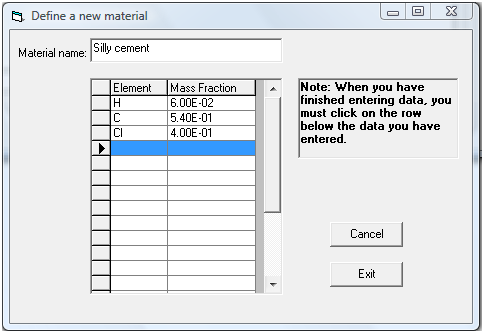 Define a new material
Material name: Silly cement
Element Mass Fraction
H 6.00E-02
C 5.40E-01
Cl 4.00E-01
Note: When you have
finished entering data, you
must click on the row
below the data you have
entered.
Cancel
Exit